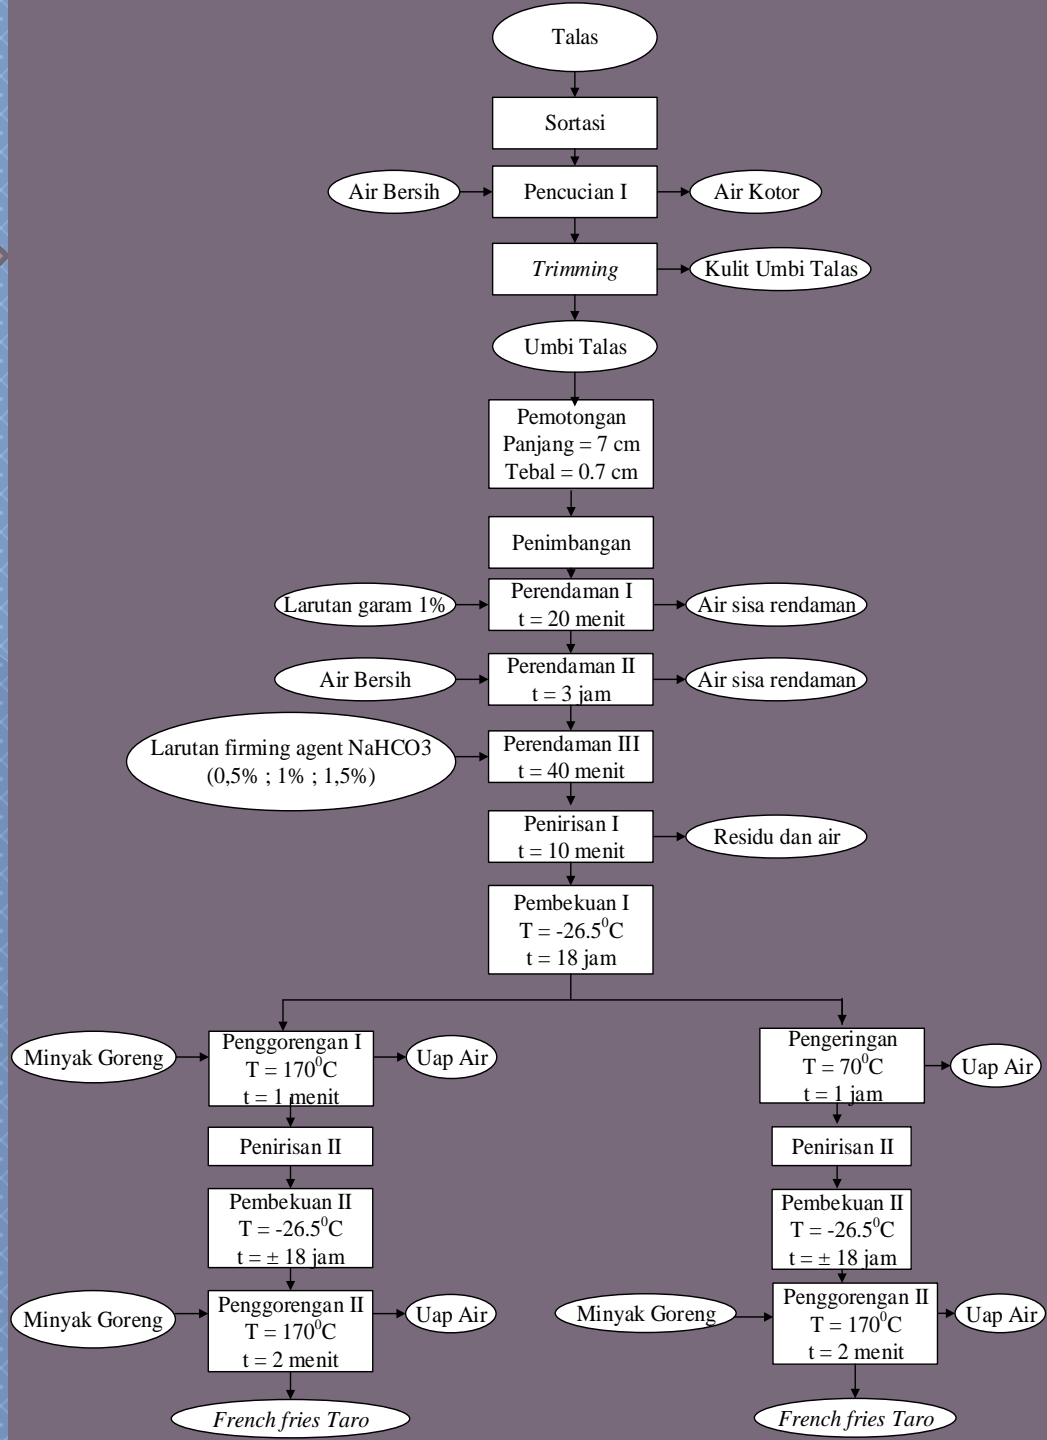 Talas
Sortasi
Air Bersih
Pencucian I
Air Kotor
Trimming
Kulit Umbi Talas
Umbi Talas
Pemotongan
Panjang = 7 cm
Tebal = 0.7 cm
Penimbangan
Larutan garam 1%
Perendaman I
t = 20 menit
Air sisa rendaman
Air Bersih
Perendaman II
t = 3 jam
Air sisa rendaman
Larutan firming agent NaHCO3
(0,5% ; 1% ; 1,5%)
Perendaman III
t = 40 menit
Penirisan I
t = 10 menit
Residu dan air
Pembekuan I
T = -26.5⁰C
t = 18 jam
Minyak Goreng
Penggorengan I
T = 170⁰C
t = 1 menit
Uap Air
Penirisan II
Pembekuan II
T = -26.5⁰C
t = ± 18 jam
Minyak Goreng
Penggorengan II
T = 170⁰C
t = 2 menit
Uap Air
French fries Taro
Pengeringan
T = 70⁰C
t = 1 jam
Uap Air
Penirisan II
Pembekuan II
T = -26.5⁰C
t = ± 18 jam
Minyak Goreng
Penggorengan II
T = 170⁰C
t = 2 menit
Uap Air
French fries Taro